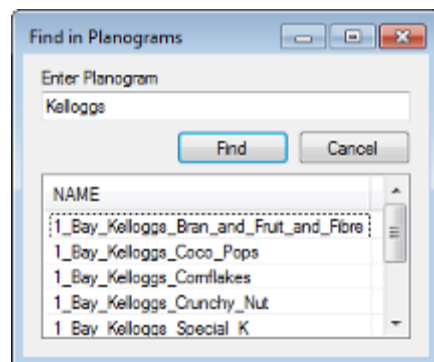 Find in Planograms
Enter Planogram
Kelloggs
Find Cancel
NAME
1_Bay_Kelloggs_Bran_and_Fruit_and_Fibre
1_Bay_Kelloggs_Coco_Pops
1_Bay_Kelloggs_Cornflakes
1_Bay_Kelloggs_Crunchy_Nut
1_Bay_Kelloggs_Special_K